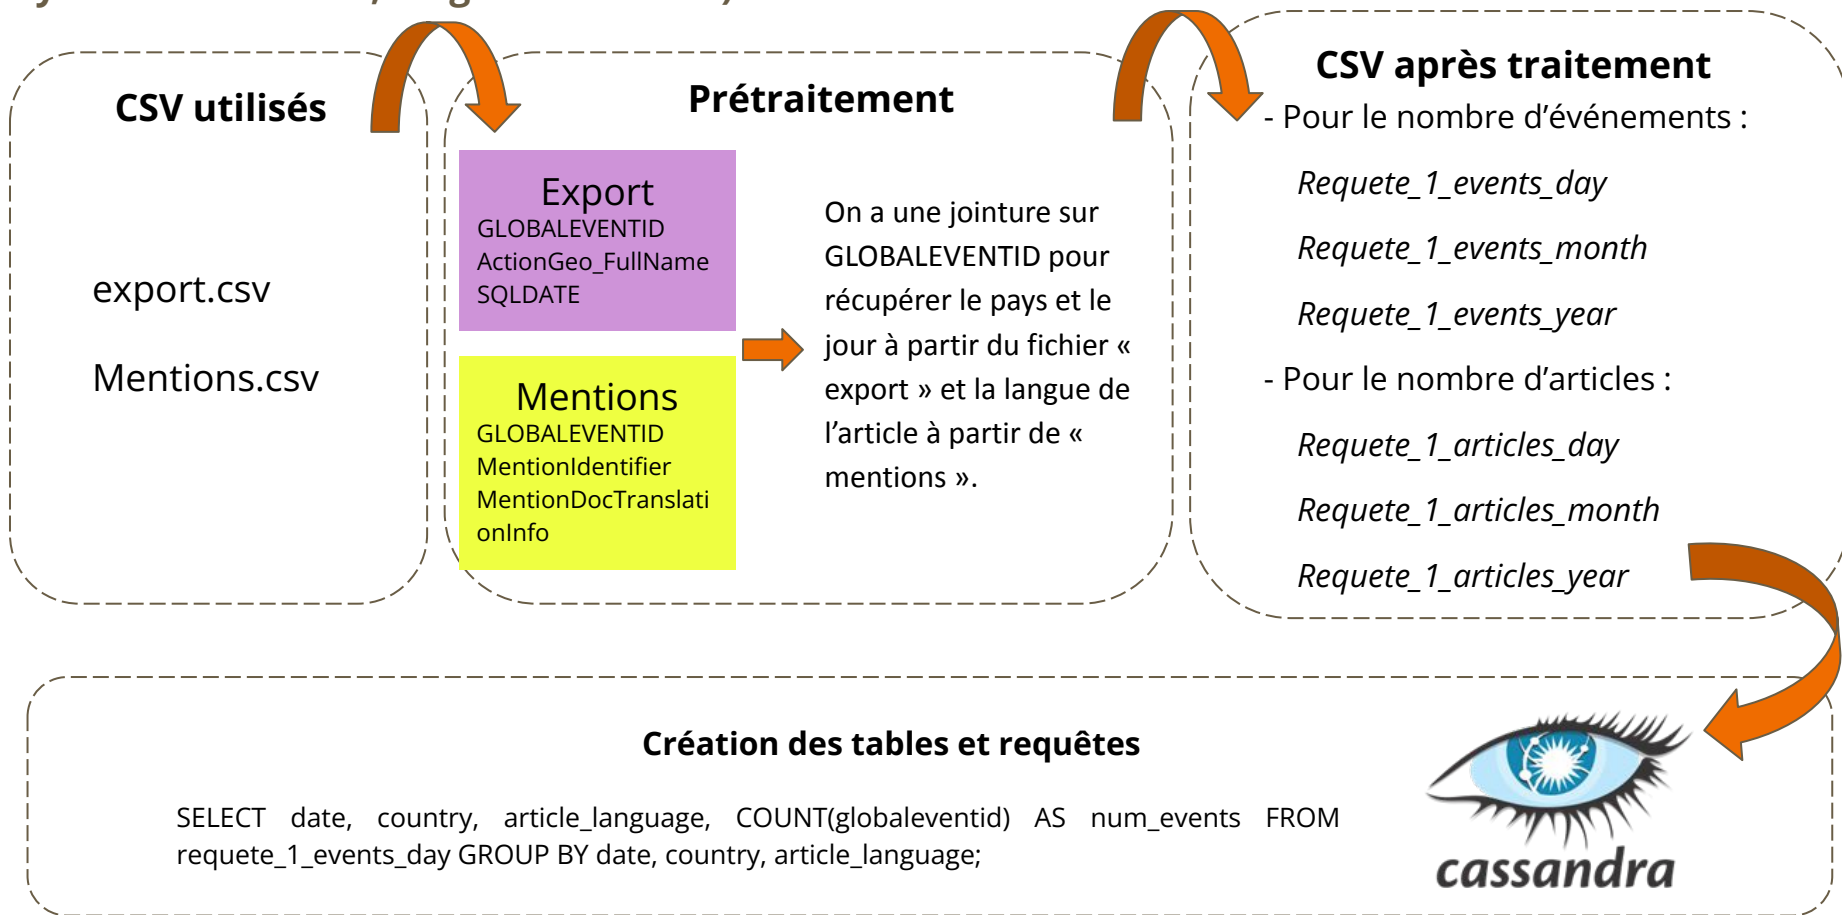 CSV utilisés
export.csv
Mentions.csv
Prétraitement
Export
GLOBALEVENTID
ActionGeo_FullName
SQLDATE
Mentions
GLOBALEVENTID
MentionIdentifier
MentionDocTranslati
onInfo
On a une jointure sur
GLOBALEVENTID pour
récupérer le pays et le
jour à partir du fichier «
export » et la langue de
l’article à partir de «
mentions ».
CSV après traitement
- Pour le nombre d’événements :
Requete_1_events_day
Requete_1_events_month
Requete_1_events_year
- Pour le nombre d’articles :
Requete_1_articles_day
Requete_1_articles_month
Requete_1_articles_year
Création des tables et requêtes
SELECT date, country, article_language, COUNT(globaleventid) AS num_events FROM
requete_1_events_day GROUP BY date, country, article_language;
cassandra